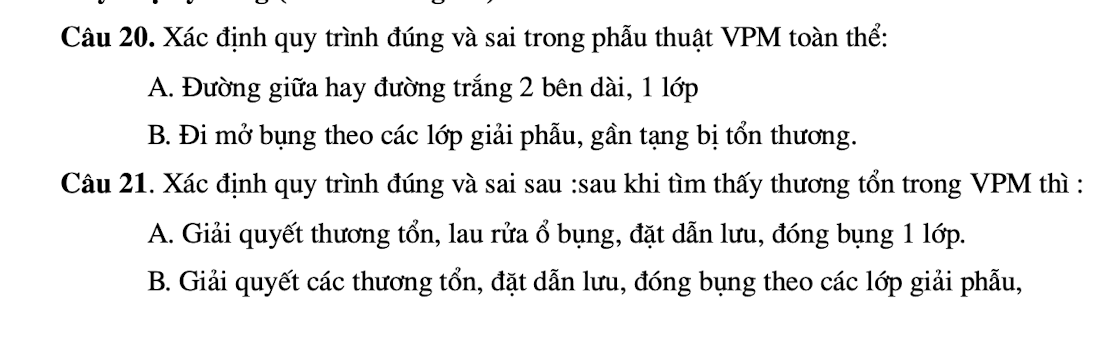 Câu 20. Xác định quy trình đúng và sai trong phẫu thuật VPM toàn thể:
A. Đường giữa hay đường trắng 2 bên dài, 1 lớp
B. Đi mở bụng theo các lớp giải phẫu, gần tạng bị tổn thương.
Câu 21. Xác định quy trình đúng và sai sau :sau khi tìm thấy thương tổn trong VPM thì :
A. Giải quyết thương tổn, lau rửa ổ bụng, đặt dẫn lưu, đóng bụng 1 lớp.
B. Giải quyết các thương tổn, đặt dẫn lưu, đóng bụng theo các lớp giải phẫu,